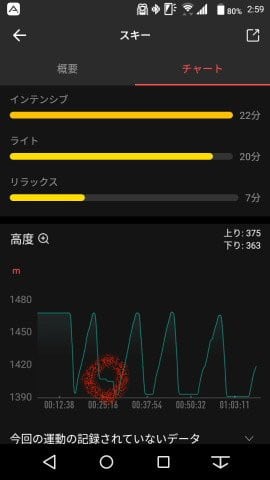 80% 2:59
スキー
概要 チャート
インテンシブ
22分
ライト
20分
リラックス
7分
高度 上り: 375
下り: 363
m
1480
1450
1420
1390
00:12:38 00:25:16 00:37:54 00:50:32 01:03:11
今回の運動の記録されていないデータ